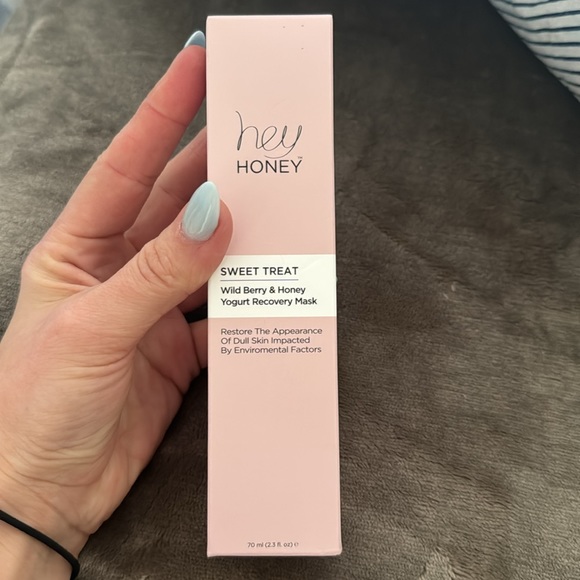 hey
HONEY™
SWEET TREAT
Wild Berry & Honey
Yogurt Recovery Mask
Restore The Appearance
Of Dull Skin Impacted
By Enviromental Factors
70 ml (2.3 fl. oz) ℮